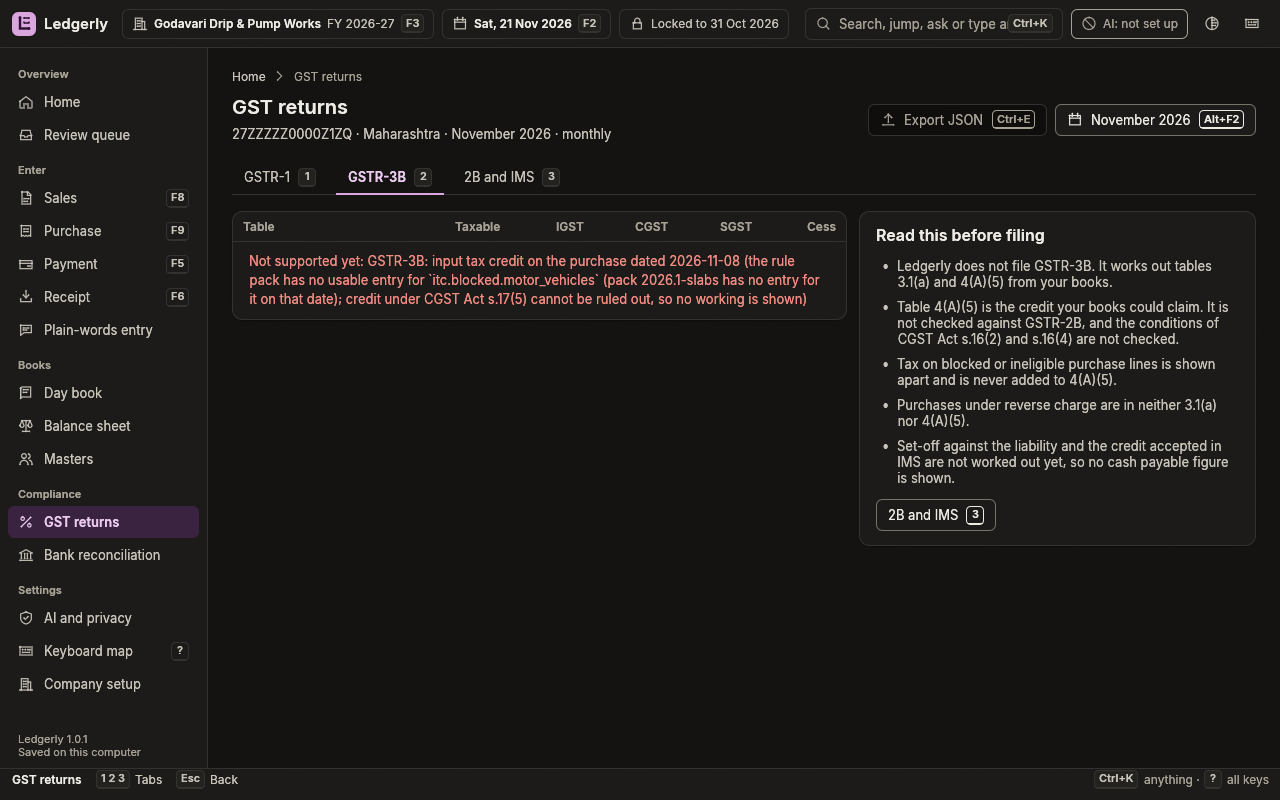 Ledgerly
Godavari Drip & Pump Works FY 2026-27 F3
Sat, 21 Nov 2026 F2
Locked to 31 Oct 2026
Search, jump, ask or type a Ctrl+K
AI: not set up
Overview
Home
Review queue
Enter
Sales F8
Purchase F9
Payment F5
Receipt F6
Plain-words entry
Books
Day book
Balance sheet
Masters
Compliance
GST returns
Bank reconciliation
Settings
AI and privacy
Keyboard map ?
Company setup
Ledgerly 1.0.1
Saved on this computer
Home GST returns
GST returns
27ZZZZZ0000Z1ZQ · Maharashtra · November 2026 · monthly
Export JSON Ctrl+E
November 2026 Alt+F2
GSTR-1 1
GSTR-3B 2
2B and IMS 3
Table Taxable IGST CGST SGST Cess
Not supported yet: GSTR-3B: input tax credit on the purchase dated 2026-11-08 (the rule
pack has no usable entry for `itc.blocked.motor_vehicles` (pack 2026.1-slabs has no entry for
it on that date); credit under CGST Act s.17(5) cannot be ruled out, so no working is shown)
Read this before filing
• Ledgerly does not file GSTR-3B. It works out tables
3.1(a) and 4(A)(5) from your books.
• Table 4(A)(5) is the credit your books could claim. It is
not checked against GSTR-2B, and the conditions of
CGST Act s.16(2) and s.16(4) are not checked.
• Tax on blocked or ineligible purchase lines is shown
apart and is never added to 4(A)(5).
• Purchases under reverse charge are in neither 3.1(a)
nor 4(A)(5).
• Set-off against the liability and the credit accepted in
IMS are not worked out yet, so no cash payable figure
is shown.
2B and IMS 3
GST returns 1 2 3 Tabs Esc Back
Ctrl+K anything · ? all keys